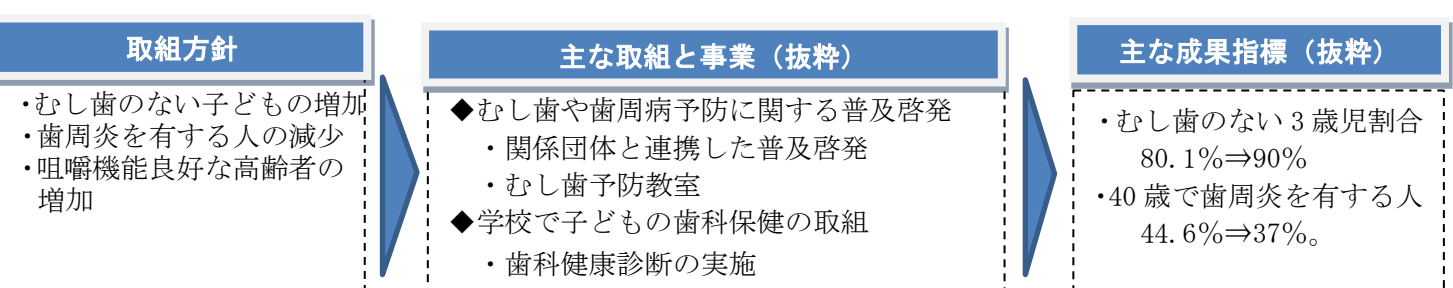 取組方針
・むし歯のない子どもの増加
・歯周炎を有する人の減少
・咀嚼機能良好な高齢者の
増加
主な取組と事業（抜粋）
◆むし歯や歯周病予防に関する普及啓発
・関係団体と連携した普及啓発
・むし歯予防教室
◆学校で子どもの歯科保健の取組
・歯科健康診断の実施
主な成果指標（抜粋）
・むし歯のない 3 歳児割合
80.1%⇒90%
・40 歳で歯周炎を有する人
44.6%⇒37%。